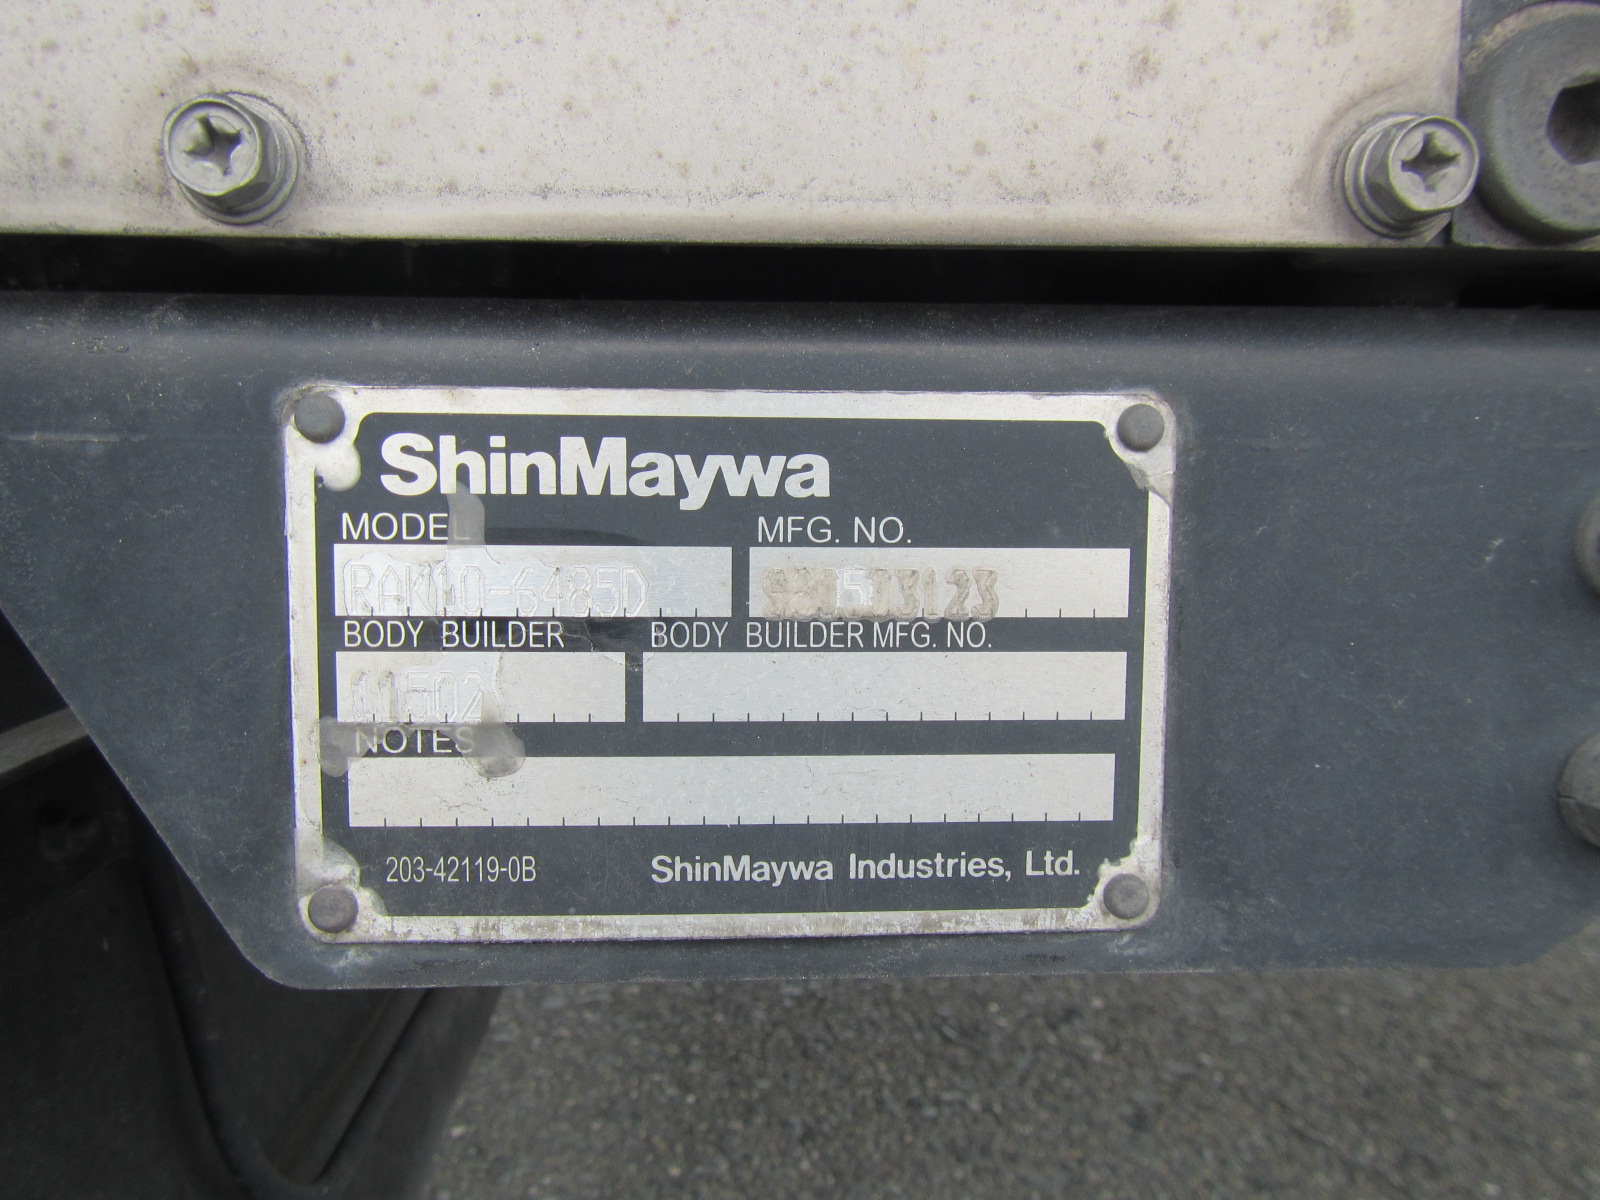 ShinMaywa
MODEL MFG. NO.
RAK10-6485D
BODY BUILDER BODY BUILDER MFG. NO.
11502
NOTES
203-42119-0B ShinMaywa Industries, Ltd.